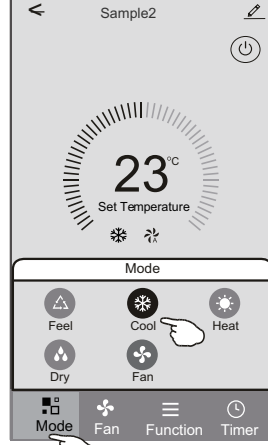 Sample2
23°C
Set Temperature
A
Mode
Feel Cool Heat
Dry Fan
Mode Fan Function Timer